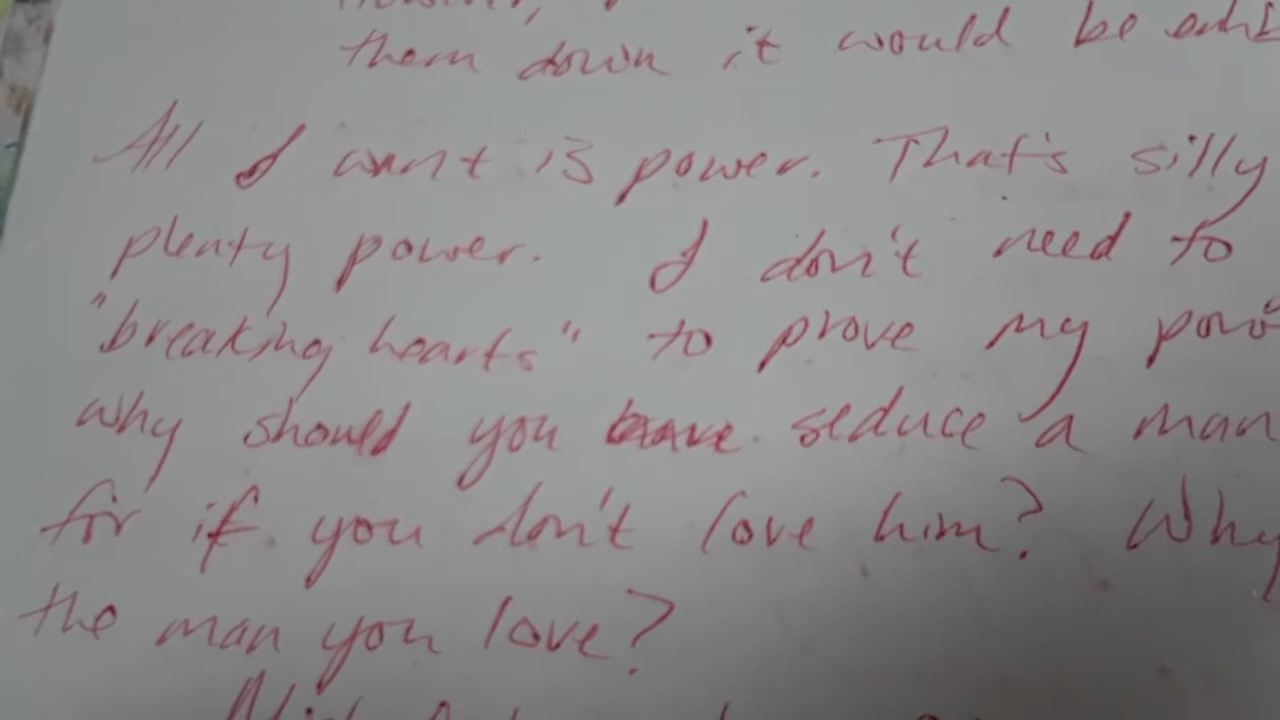 However,
them down it would be
All I want is power. That's silly
plenty power. I don't need to
"breaking hearts" to prove my
why should you seduce a man
for if you don't love him? Why
the man you love?